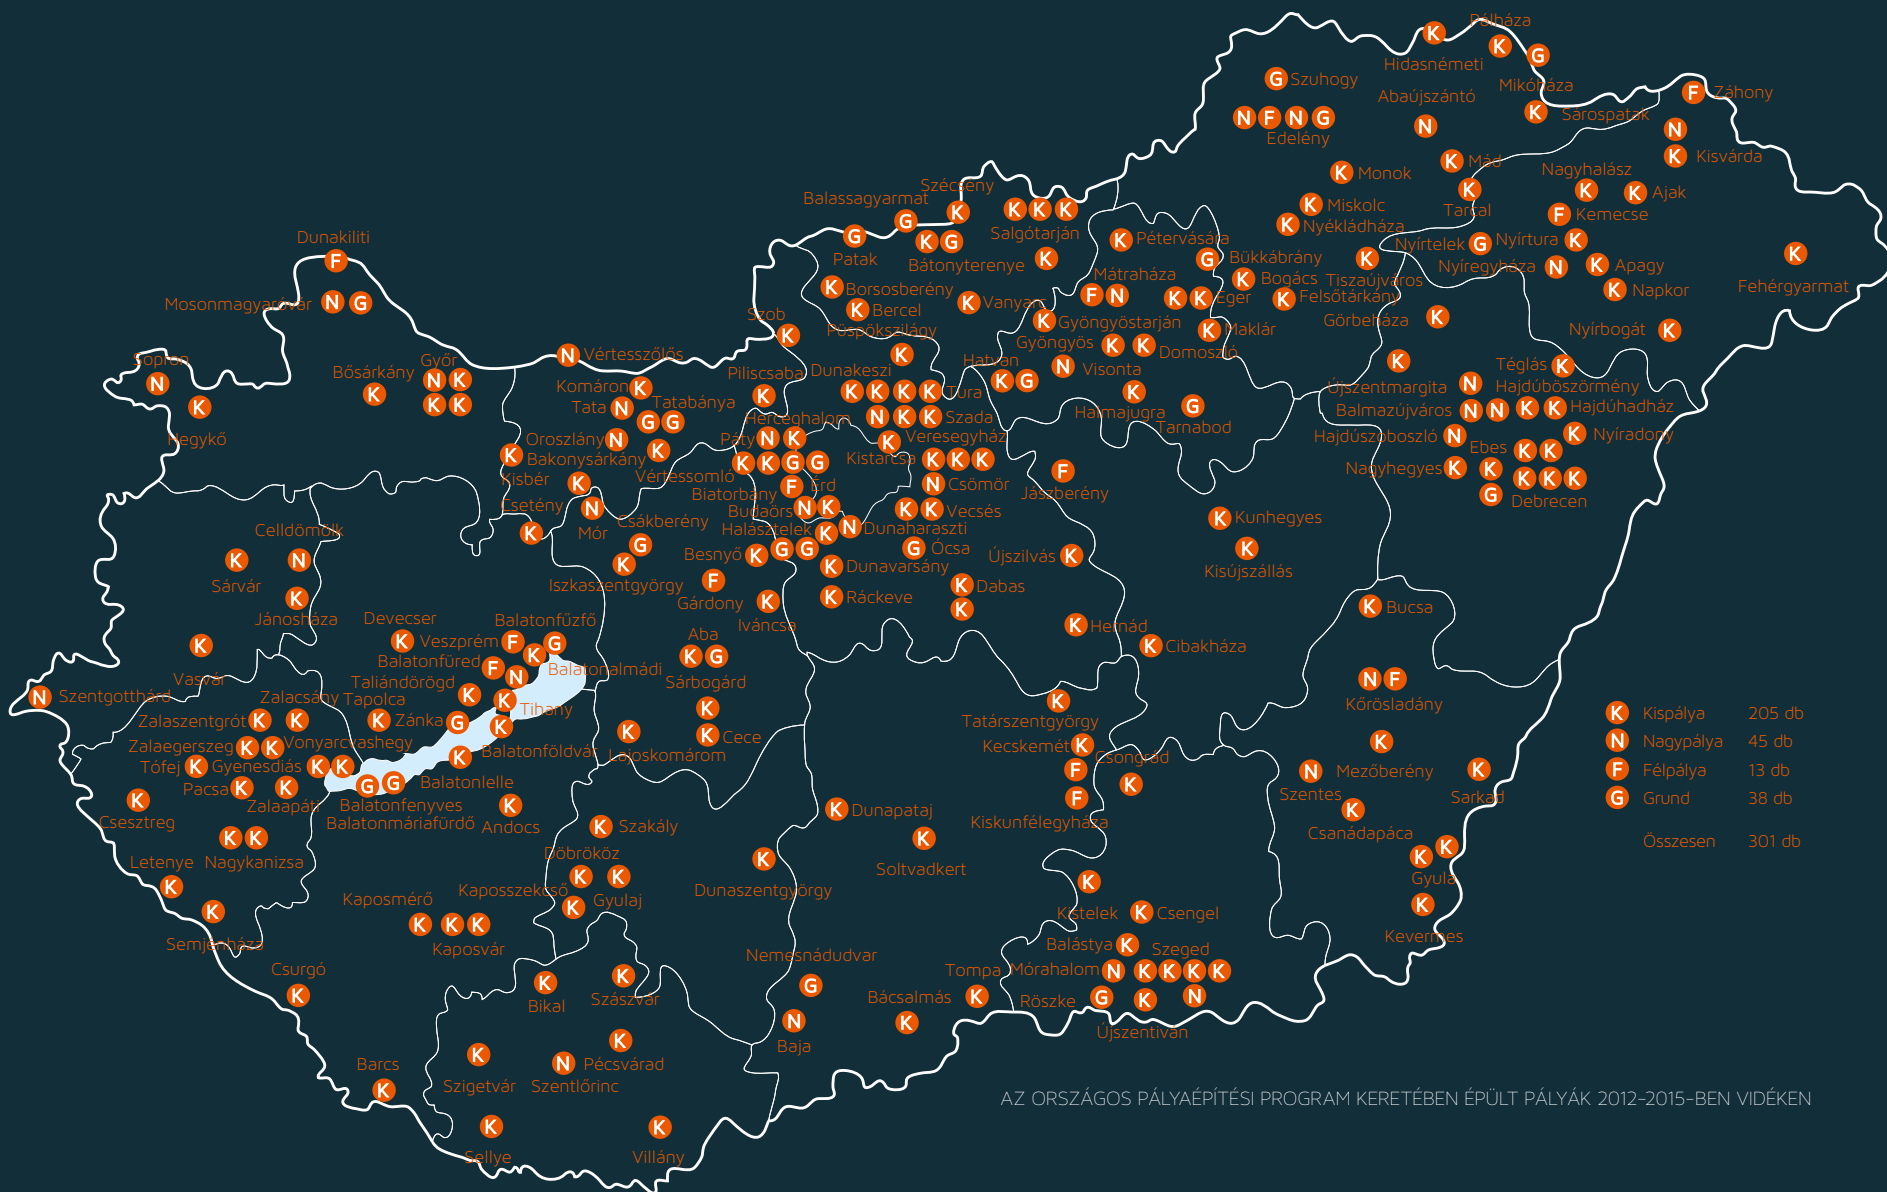 Pálháza
K
K
Hidasnémeti
G
G Szuhogy
Mikóháza
Abaújszántó
F Záhony
K Sárospatak
N F N G
Edelény
N
N
K Kisvárda
K Mád
K Monok
Nagyhalász
K
K Ajak
K
Tarcal
Szécseny
K
Balassagyarmat
G
K K K
Salgótarján
K Miskolc
F Kemecse
K Nyékládháza
Dunakiliti
F
G
Patak
K G
Bátonyterenye
K
K Pétervására
Nyírtelek G
Nyírtura K
G Bükkábrány
K
Tiszaújváros
Nyíregyháza N
K Apagy
K
Fehérgyarmat
Mátraháza
F N
K Bogács
K Borsosberény
K Napkor
Mosonmagyaróvár N G
K Vanyarc
K K Eger
K Felsőtárkány
K Bercel
Szob
K
Püspökszilágy
K
K Gyöngyöstarján
K Maklár
Görbeháza K
Nyírbogát K
Gyöngyös K
K Domoszló
Sopron
N
N Vértesszőlős
Győr
N K
K K
Bősárkány
K
Hatvan
K G
N Visonta
K
Újszentmargita
Téglás K
Piliscsaba
K
Dunakeszi
K K K K Tura
Komárom K
N Hajdúböszörmény
K
Halmajugra
G
Tarnabod
K
Hegykő
Tata N
Tatabánya
G G
Herceghalom
N K K Szada
Balmazújváros N N
K K Hajdúhadház
Oroszlány N
Páty N K
K Veresegyház
Hajdúszoboszló N
K Nyíradony
K Bakonysárkány
K
Vértessomló
K K G G
Kistarcsa K K K
Ebes
K K
Nagyhegyes K
K
F
Jászberény
Kisbér
K
Biatorbány F Érd
N Csömör
K K K
G Debrecen
Csetény
K
N
Mór
Budaörs N K
K K Vecsés
K Kunhegyes
Csákberény
G
Halásztelek K
N Dunaharaszti
Celldömölk
N
K
Sárvár
K
Iszkaszentgyörgy
Besnyő K G G
G Ócsa
Újszilvás K
K
Kisújszállás
K Dunavarsány
F
Gárdony
K Dabas
K
K
Jánosháza
K
Iváncsa
K Ráckeve
K Bucsa
Devecser
K
Veszprém F
Balatonfűzfő
G
K
Aba
K G
K Hernád
K Cibakháza
K
Vasvár
Balatonfüred F
N
Balatonalmádi
Sárbogárd
K
N Szentgotthárd
Taliándörögd
K
K Tihany
N F
Kőrösladány
Zalacsány
K
Tapolca
K
Zalaszentgrót K
Zánka G
K
Balatonföldvár
K
Lajoskomárom
K Cece
K
Tatárszentgyörgy
K Kispálya 205 db
Zalaegerszeg K K
Vonyarcvashegy
Kecskemét K
K
Mezőberény
N Nagypálya 45 db
Tófej K
Gyenesdiás K K
K
Balatonlelle
Csongrád
K
F
N
Szentes
K
Sarkad
F Félpálya 13 db
Pacsa K
K
Zalaapáti
G G
Balatonfenyves
Balatonmáriafürdő
K
Andocs
F
Kiskunfélegyháza
G Grund 38 db
K
Csesztreg
K Dunapataj
K
Csanádapáca
K Szakály
K
Soltvadkert
Összesen 301 db
K K
Nagykanizsa
Letenye
K
Döbrököz
K
K
Gyulaj
K
Dunaszentgyörgy
K
K
Gyula
Kaposszekcső K
K
Kistelek
Kaposmérő
K
K K
Kaposvár
K Csengel
K
Kevermes
K
Semjénháza
Balástya K
Szeged
Nemesnádudvar
G
Csurgó
K
Mórahalom N
K K K K
Tompa
K
K
Bikal
K
Szászvár
Bácsalmás
K
Röszke G
K
Újszentiván
N
N
Baja
K
Szigetvár
K
Pécsvárad
N
Szentlőrinc
Barcs
K
AZ ORSZÁGOS PÁLYAÉPÍTÉSI PROGRAM KERETÉBEN ÉPÜLT PÁLYÁK 2012-2015-BEN VIDÉKEN
K
Sellye
K
Villány